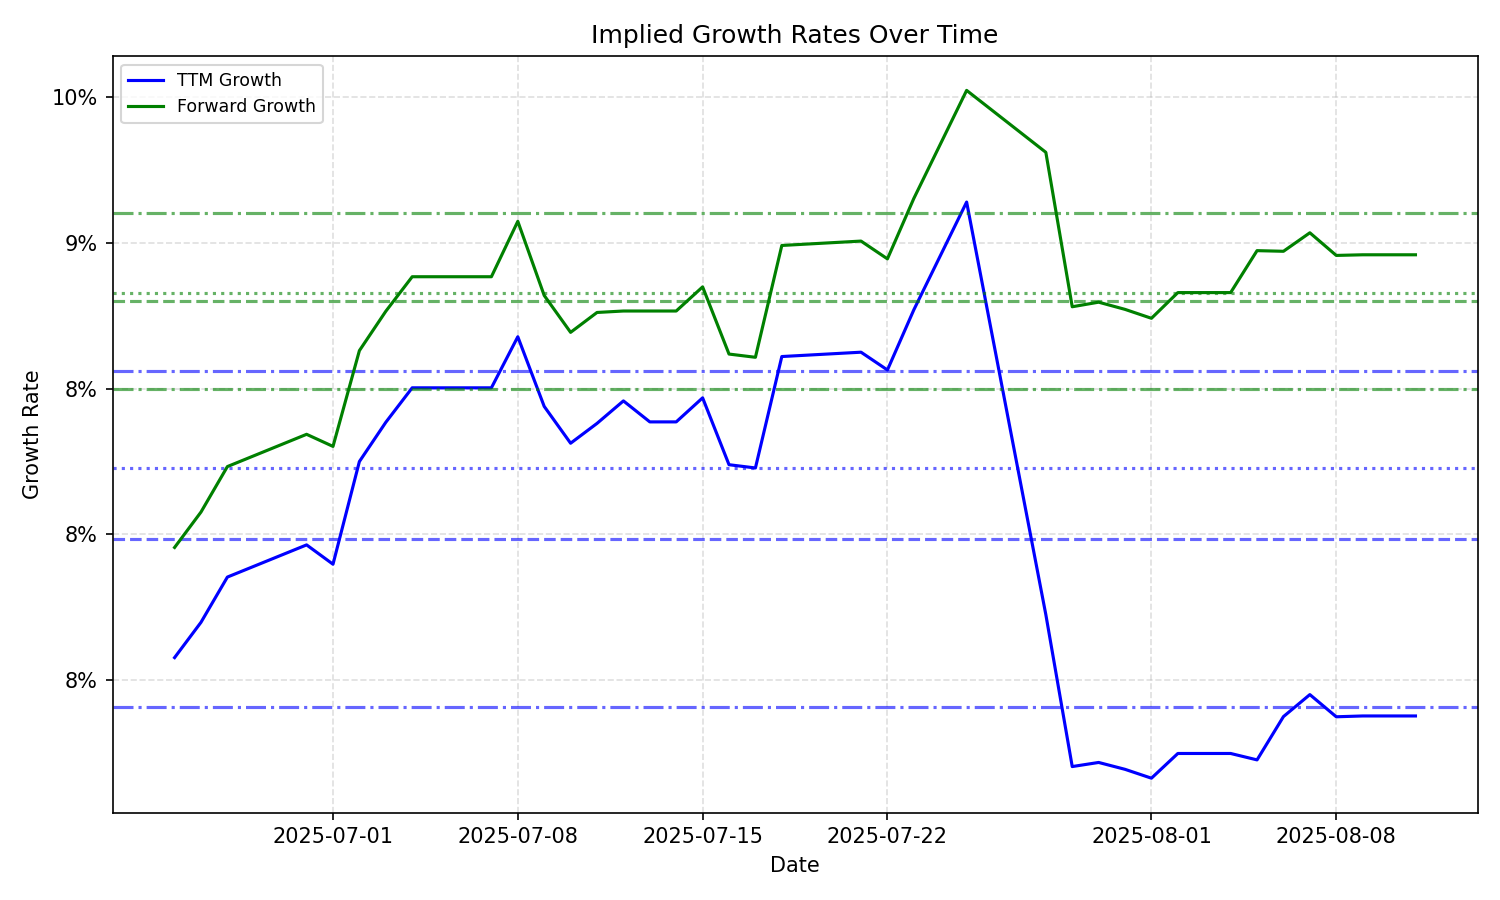 Implied Growth Rates Over Time
TTM Growth
Forward Growth
10%
9%
8%
8%
8%
Growth Rate
2025-07-01
2025-07-08
2025-07-15
2025-07-22
2025-08-01
2025-08-08
Date